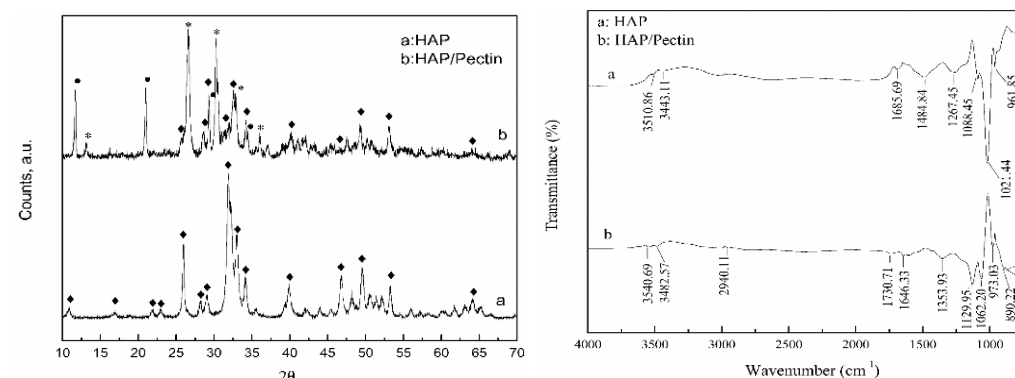 a:HAP
b:HAP/Pectin
b
a
Counts, a.u.
10 15 20 25 30 35 40 45 50 55 60 65 70
2θ
a: HAP
b: HAP/Pectin
a
3510.86
3443.11
1685.69
1484.84
1267.45
1088.45
1021.44
961.85
Transmittance (%)
b
3540.69
3482.57
2940.11
1730.71
1646.33
1353.93
1129.95
1062.20
973.03
890.22
4000 3500 3000 2500 2000 1500 1000
Wavenumber (cm⁻¹)